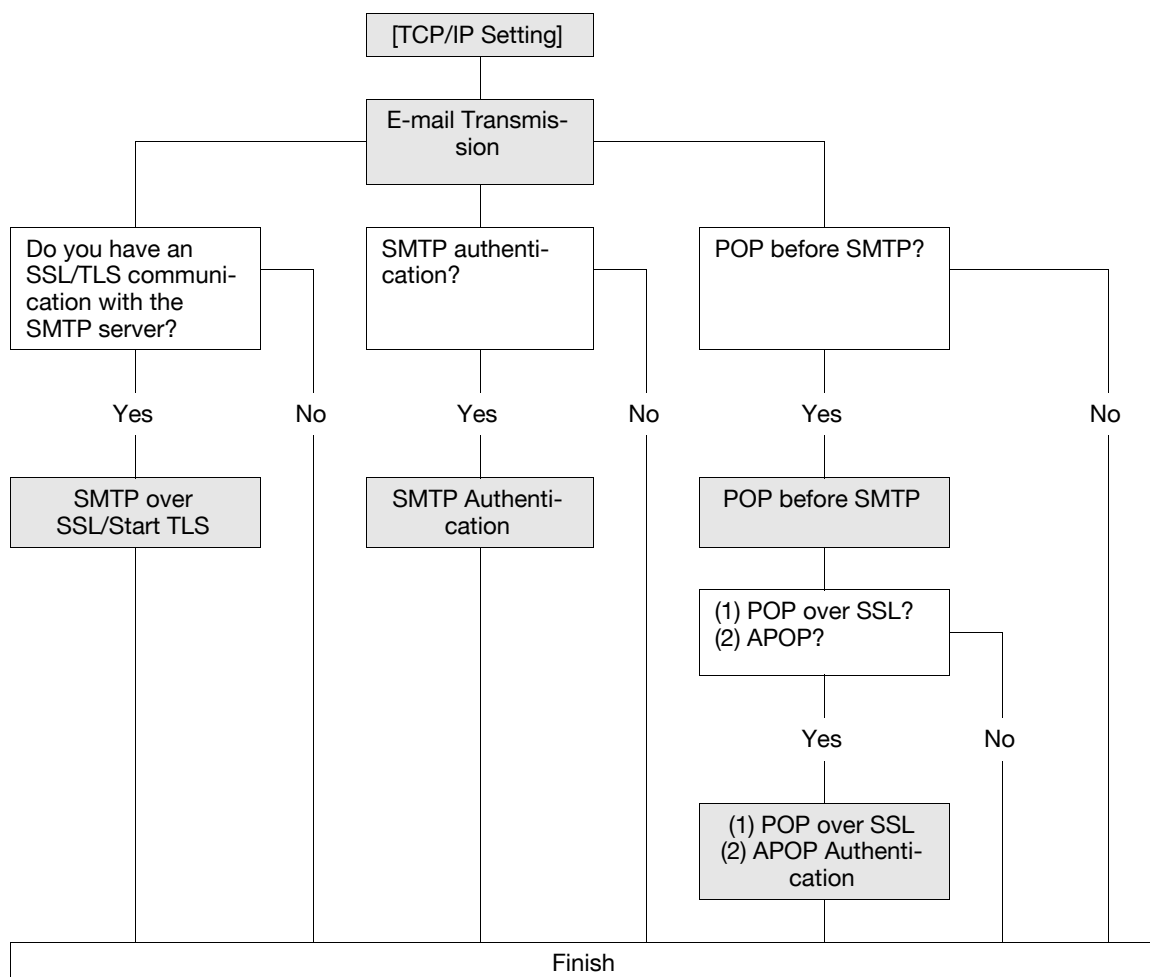 [TCP/IP Setting]
E-mail Transmis-
sion
Do you have an
SSL/TLS communi-
cation with the
SMTP server?
SMTP authenti-
cation?
POP before SMTP?
Yes
No
Yes
No
Yes
No
SMTP over
SSL/Start TLS
SMTP Authenti-
cation
POP before SMTP
(1) POP over SSL?
(2) APOP?
Yes
No
(1) POP over SSL
(2) APOP Authenti-
cation
Finish